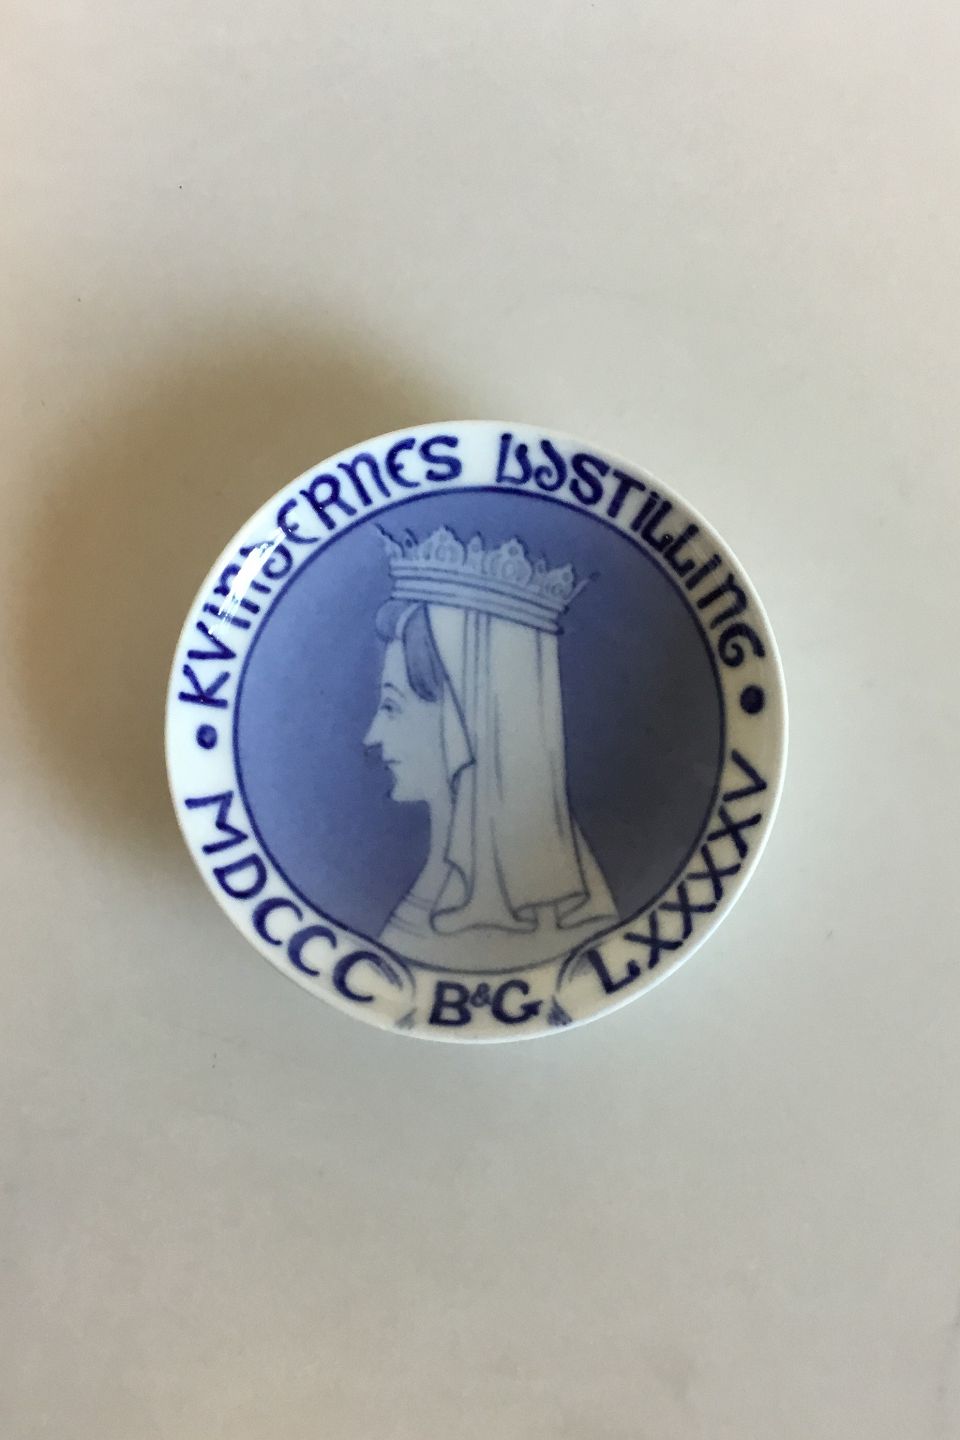 • KVINDERNES UDSTILLING •
MDCCC LXXXXV
B&G